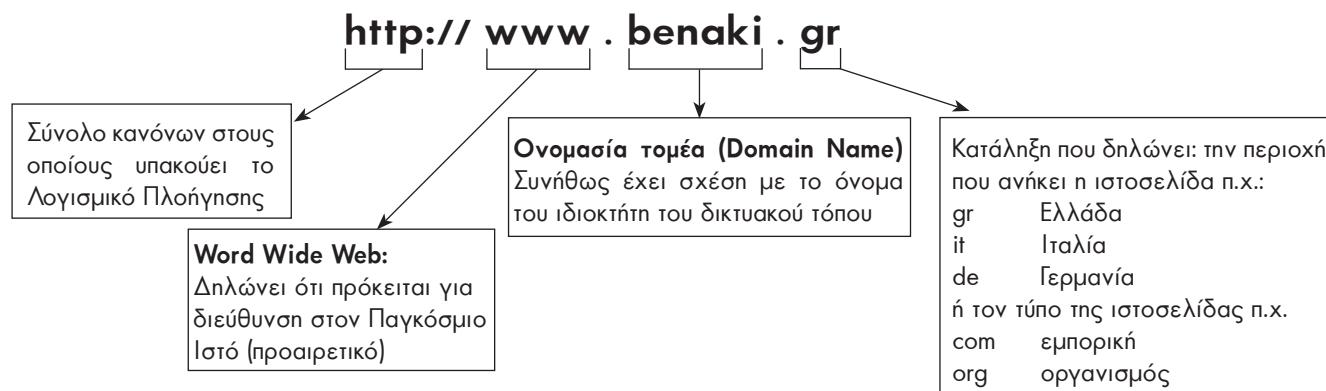 http:// www . benaki . gr
Σύνολο κανόνων στους
οποίους υπακούει το
Λογισμικό Πλοήγησης
Word Wide Web:
Δηλώνει ότι πρόκειται για
διεύθυνση στον Παγκόσμιο
Ιστό (προαιρετικό)
Ονομασία τομέα (Domain Name)
Συνήθως έχει σχέση με το όνομα
του ιδιοκτήτη του δικτυακού τόπου
Κατάληξη που δηλώνει: την περιοχή
που ανήκει η ιστοσελίδα π.χ.:
gr Ελλάδα
it Ιταλία
de Γερμανία
ή τον τύπο της ιστοσελίδας π.χ.
com εμπορική
org οργανισμός